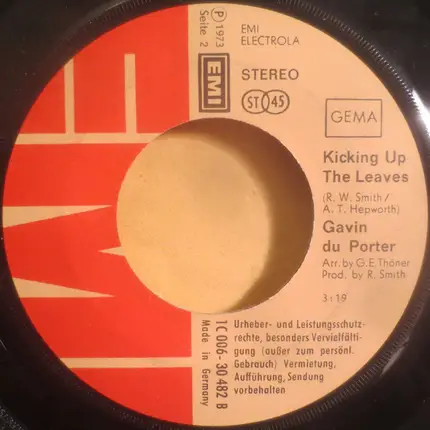 EMI
ELECTROLA
Ⓟ 1973
Seite 2
EMI
STEREO
ST 45
GEMA
Kicking Up
The Leaves
(R. W. Smith/
A. T. Hepworth)
Gavin
du Porter
Arr. by G. E. Thöner
Prod. by R. Smith
3:19
1C 006-30 482 B
Made in Germany
Urheber- und Leistungsschutz-
rechte, besonders Vervielfälti-
gung (außer zum persönl.
Gebrauch) Vermietung,
Aufführung, Sendung
vorbehalten
EMI